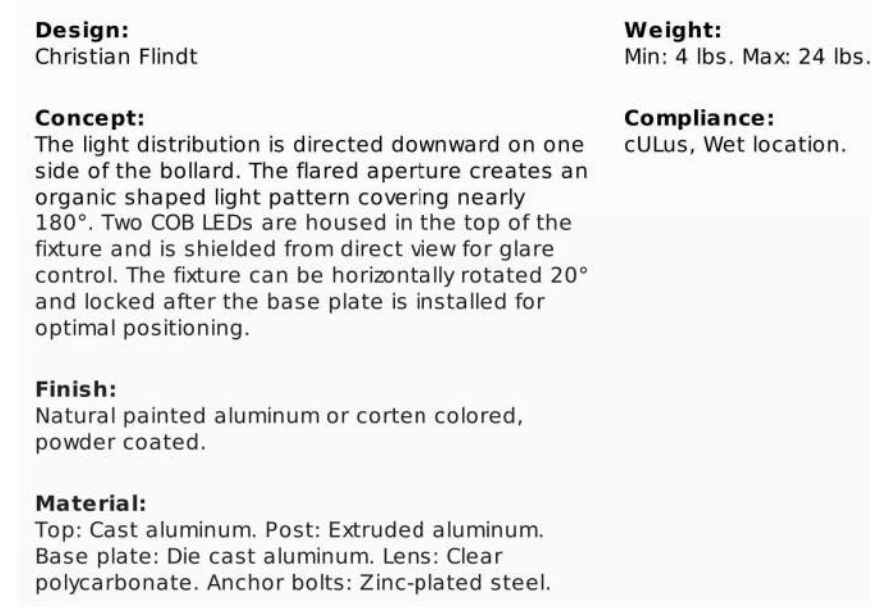 Design:
Christian Flindt
Concept:
The light distribution is directed downward on one
side of the bollard. The flared aperture creates an
organic shaped light pattern covering nearly
180°. Two COB LEDs are housed in the top of the
fixture and is shielded from direct view for glare
control. The fixture can be horizontally rotated 20°
and locked after the base plate is installed for
optimal positioning.
Finish:
Natural painted aluminum or corten colored,
powder coated.
Material:
Top: Cast aluminum. Post: Extruded aluminum.
Base plate: Die cast aluminum. Lens: Clear
polycarbonate. Anchor bolts: Zinc-plated steel.
Weight:
Min: 4 lbs. Max: 24 lbs.
Compliance:
cULus, Wet location.